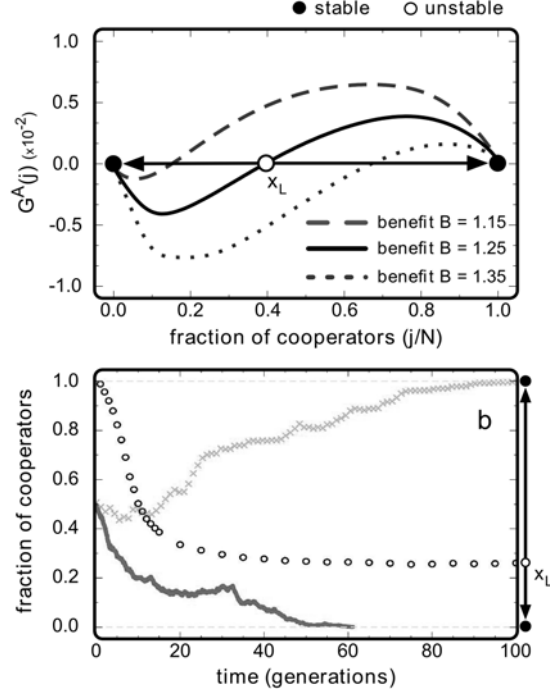 stable unstable
G^A(j) (x10^-2)
1.0
0.5
0.0
-0.5
-1.0
x_L
benefit B = 1.15
benefit B = 1.25
benefit B = 1.35
0.0 0.2 0.4 0.6 0.8 1.0
fraction of cooperators (j/N)
fraction of cooperators
1.0
0.8
0.6
0.4
0.2
0.0
b
x_L
0 20 40 60 80 100
time (generations)